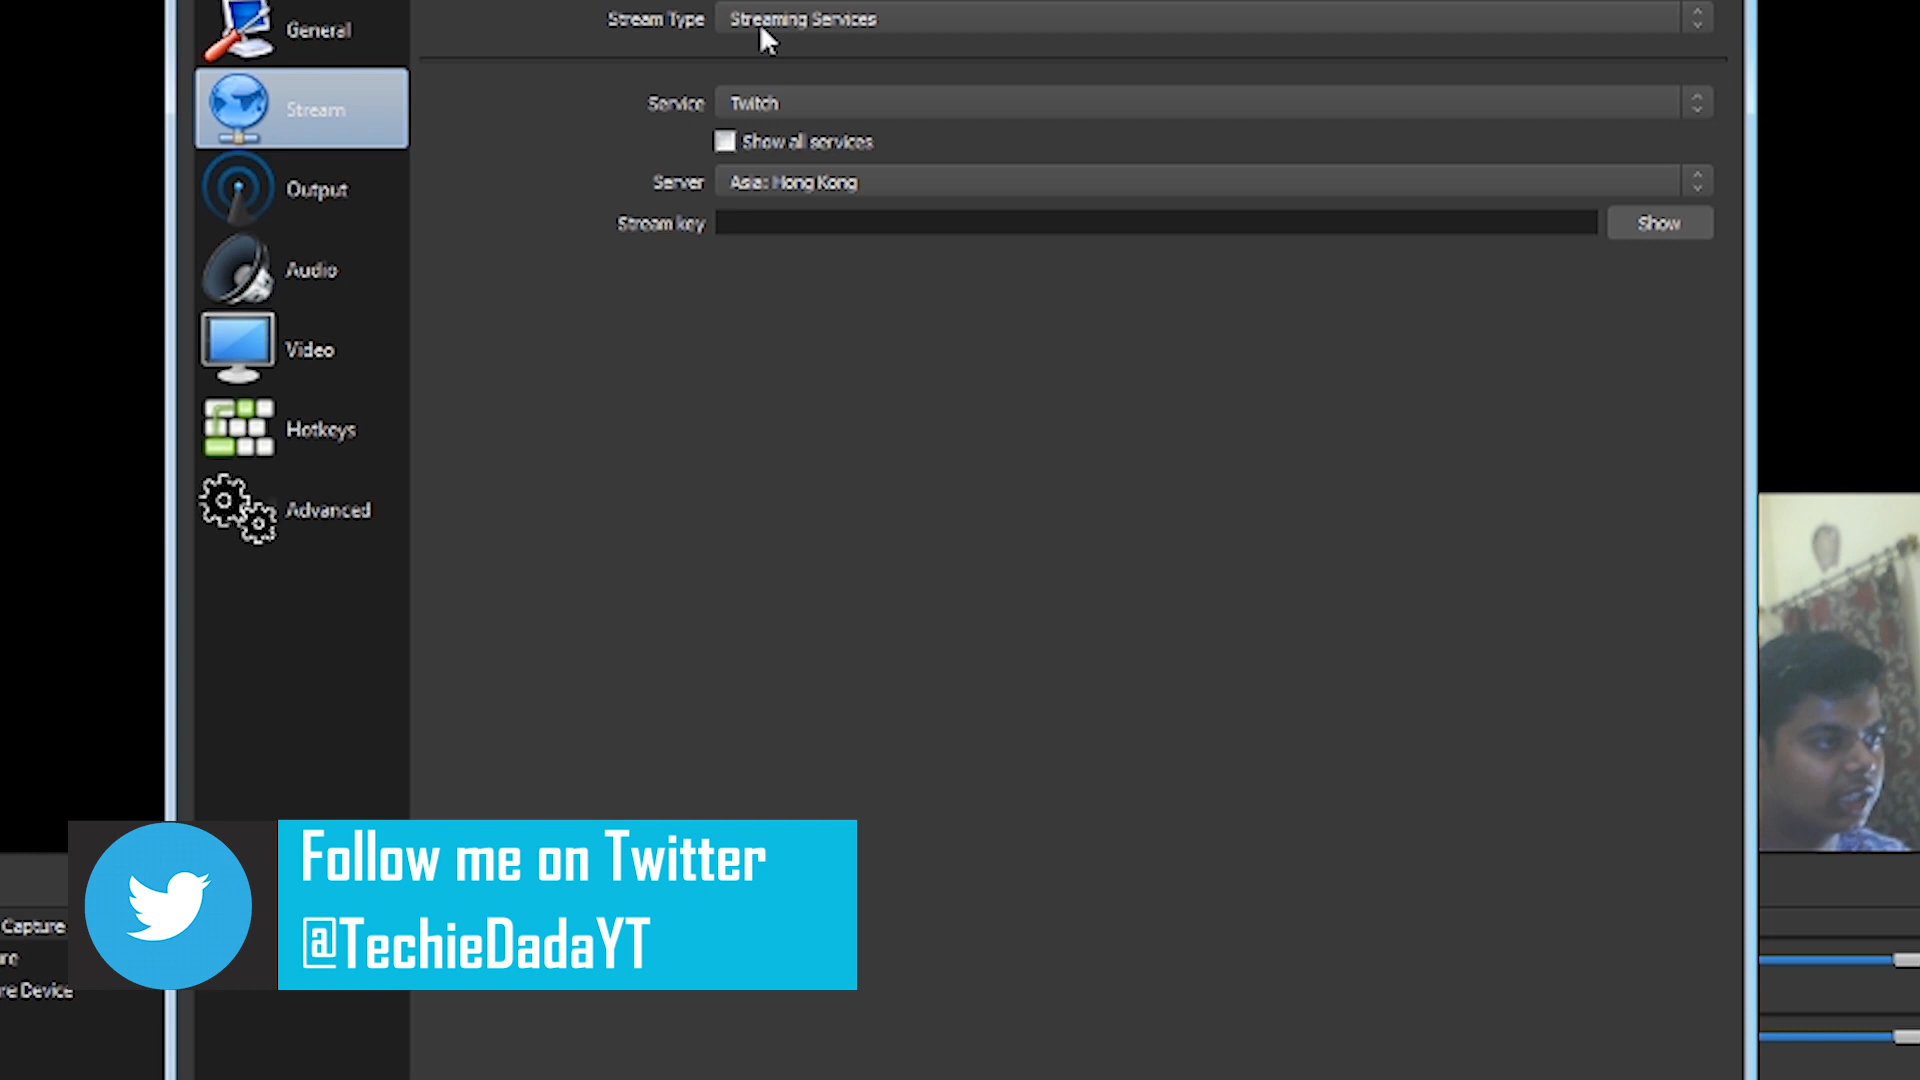 General
Stream
Output
Audio
Video
Hotkeys
Advanced
Stream Type Streaming Services
Service Twitch
Show all services
Server Asia: Hong Kong
Stream key Show
Follow me on Twitter
@TechieDadaYT
Capture
re
re Device